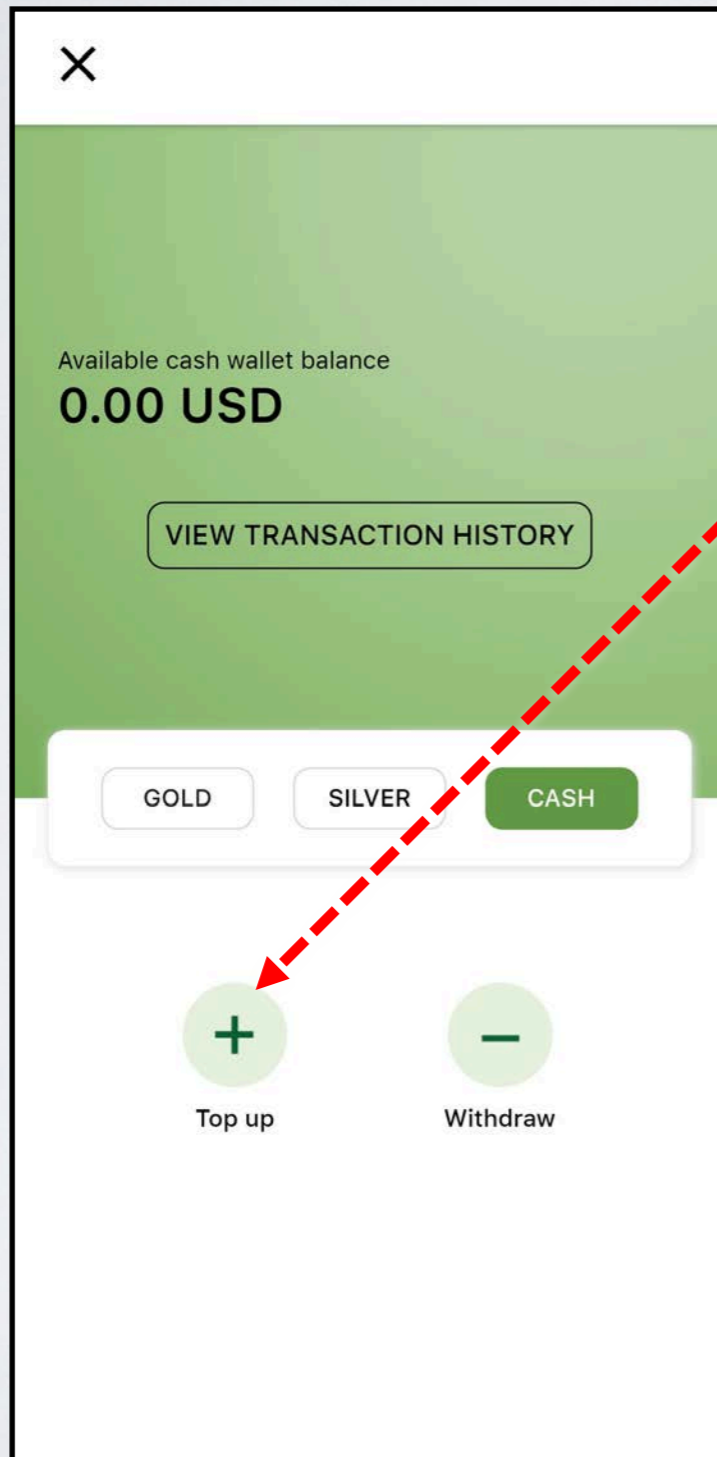 Available cash wallet balance
0.00 USD
VIEW TRANSACTION HISTORY
GOLD SILVER CASH
Top up Withdraw